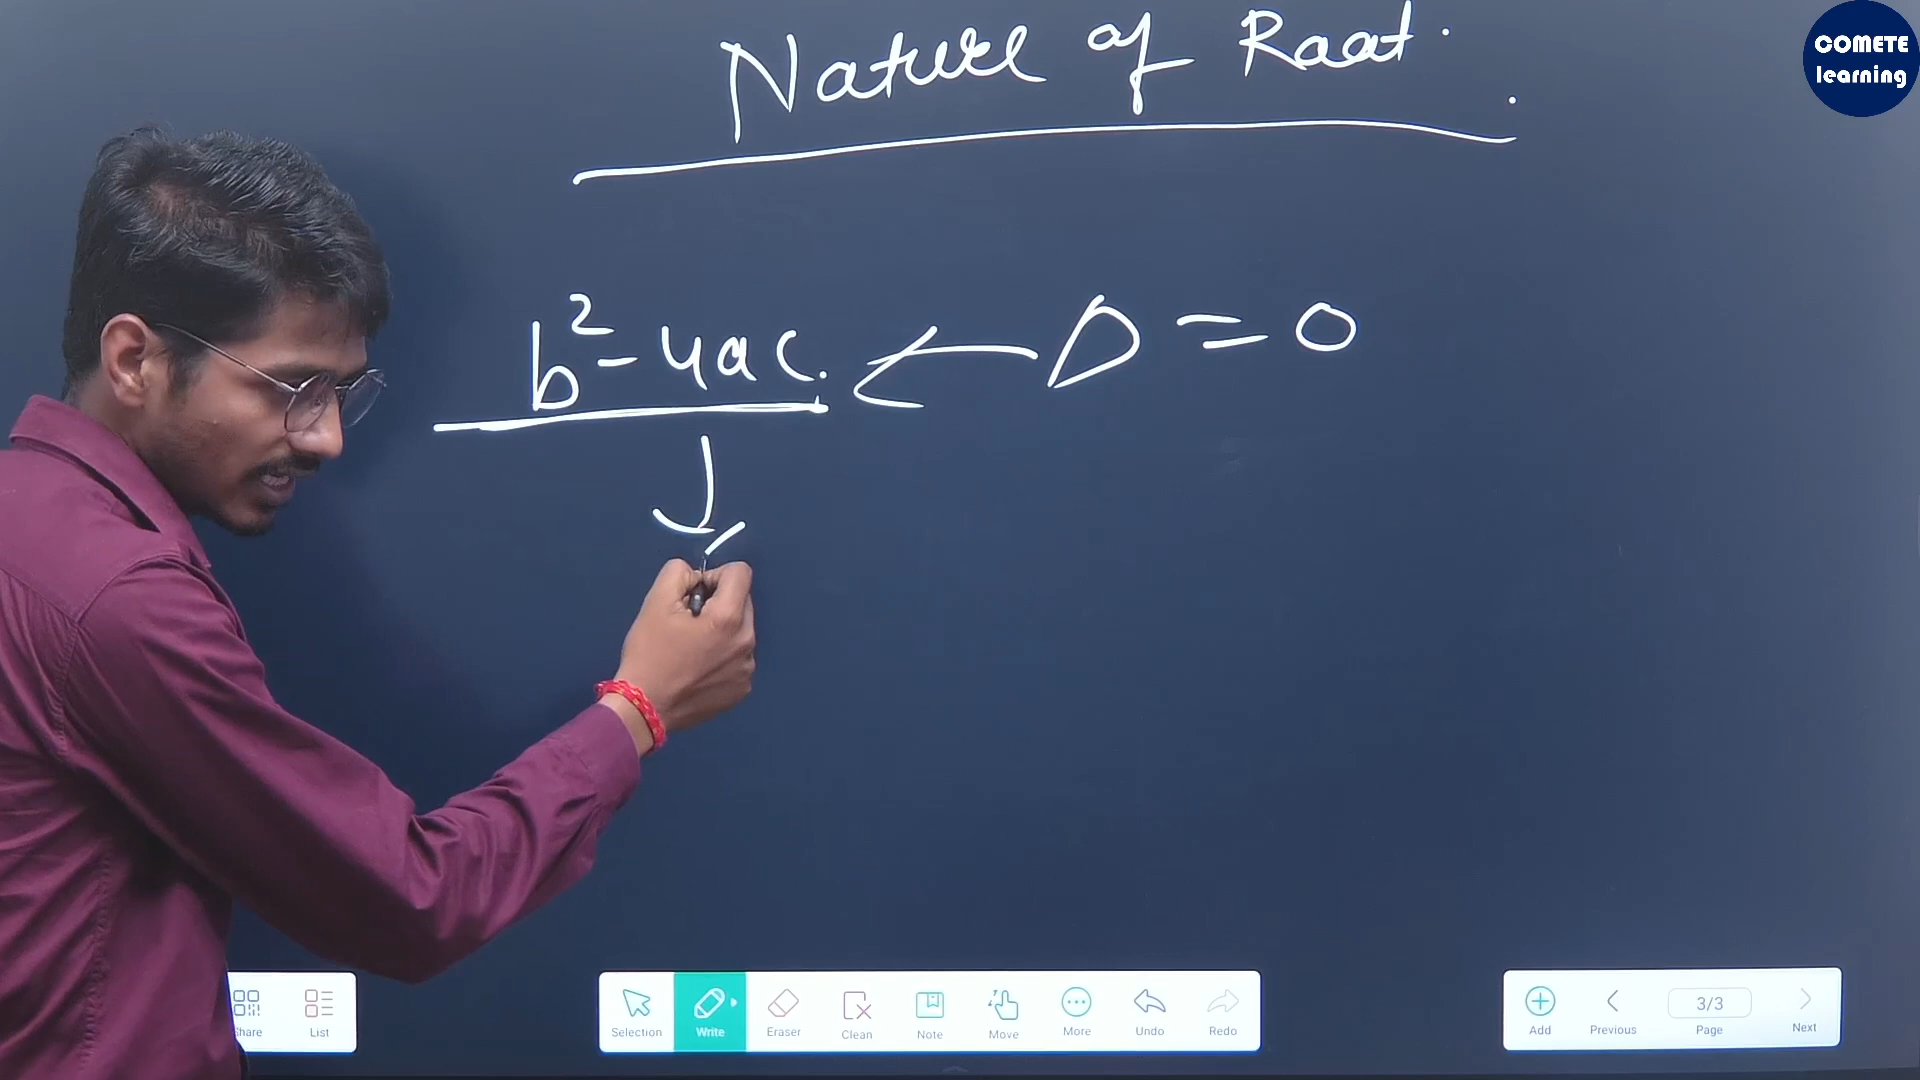 Nature of Raat.
COMETE
learning
b² - 4ac. ← D = 0
Share
List
Selection
Write
Eraser
Clean
Note
Move
More
Undo
Redo
Add
Previous
3/3
Page
Next